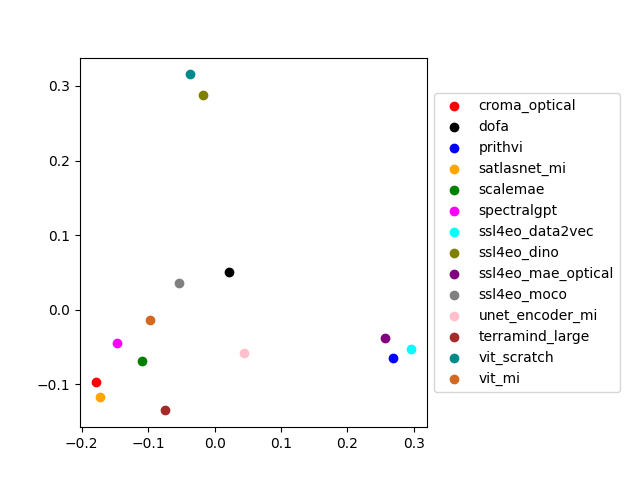 0.3
0.2
0.1
0.0
−0.1
−0.2
−0.1
0.0
0.1
0.2
0.3
croma_optical
dofa
prithvi
satlasnet_mi
scalemae
spectralgpt
ssl4eo_data2vec
ssl4eo_dino
ssl4eo_mae_optical
ssl4eo_moco
unet_encoder_mi
terramind_large
vit_scratch
vit_mi